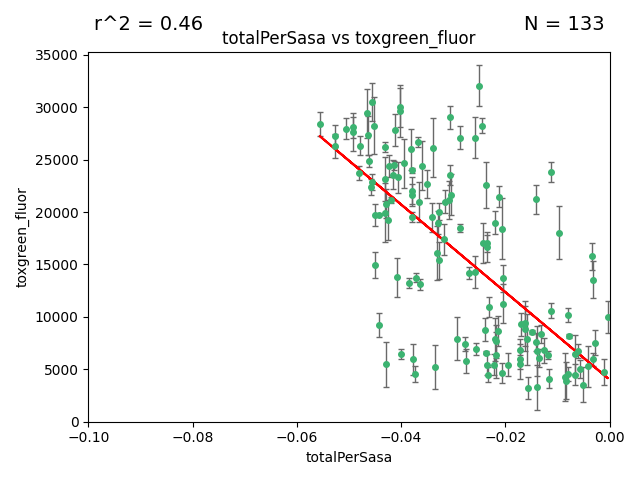 r^2 = 0.46
N = 133
totalPerSasa vs toxgreen_fluor
35000
30000
25000
20000
15000
10000
5000
0
toxgreen_fluor
−0.10
−0.08
−0.06
−0.04
−0.02
0.00
totalPerSasa